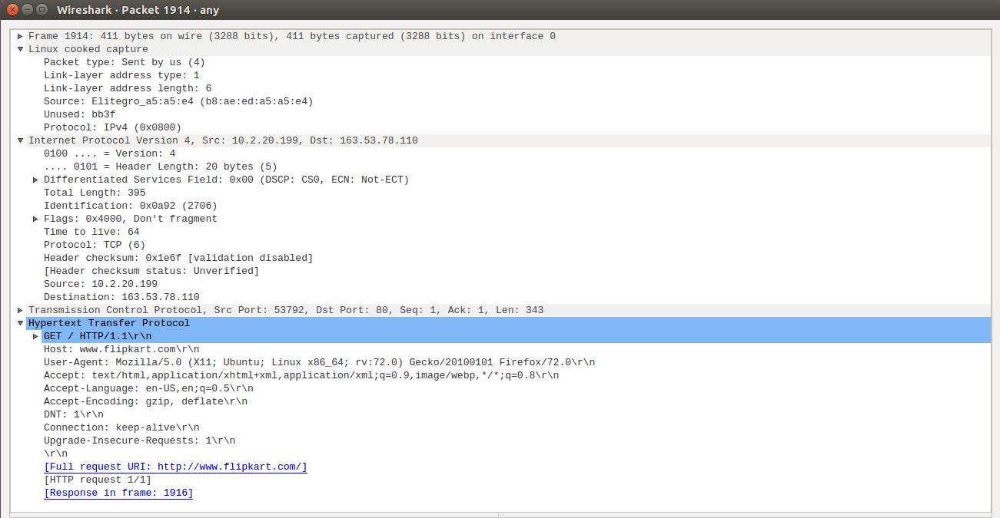 Wireshark · Packet 1914 · any
Frame 1914: 411 bytes on wire (3288 bits), 411 bytes captured (3288 bits) on interface 0
Linux cooked capture
Packet type: Sent by us (4)
Link-layer address type: 1
Link-layer address length: 6
Source: Elitegro_a5:a5:e4 (b8:ae:ed:a5:a5:e4)
Unused: bb3f
Protocol: IPv4 (0x0800)
Internet Protocol Version 4, Src: 10.2.20.199, Dst: 163.53.78.110
0100 .... = Version: 4
.... 0101 = Header Length: 20 bytes (5)
Differentiated Services Field: 0x00 (DSCP: CS0, ECN: Not-ECT)
Total Length: 395
Identification: 0x0a92 (2706)
Flags: 0x4000, Don't fragment
Time to live: 64
Protocol: TCP (6)
Header checksum: 0x1e6f [validation disabled]
[Header checksum status: Unverified]
Source: 10.2.20.199
Destination: 163.53.78.110
Transmission Control Protocol, Src Port: 53792, Dst Port: 80, Seq: 1, Ack: 1, Len: 343
Hypertext Transfer Protocol
GET / HTTP/1.1\r\n
Host: www.flipkart.com\r\n
User-Agent: Mozilla/5.0 (X11; Ubuntu; Linux x86_64; rv:72.0) Gecko/20100101 Firefox/72.0\r\n
Accept: text/html,application/xhtml+xml,application/xml;q=0.9,image/webp,*/*;q=0.8\r\n
Accept-Language: en-US,en;q=0.5\r\n
Accept-Encoding: gzip, deflate\r\n
DNT: 1\r\n
Connection: keep-alive\r\n
Upgrade-Insecure-Requests: 1\r\n
\r\n
[Full request URI: http://www.flipkart.com/]
[HTTP request 1/1]
[Response in frame: 1916]